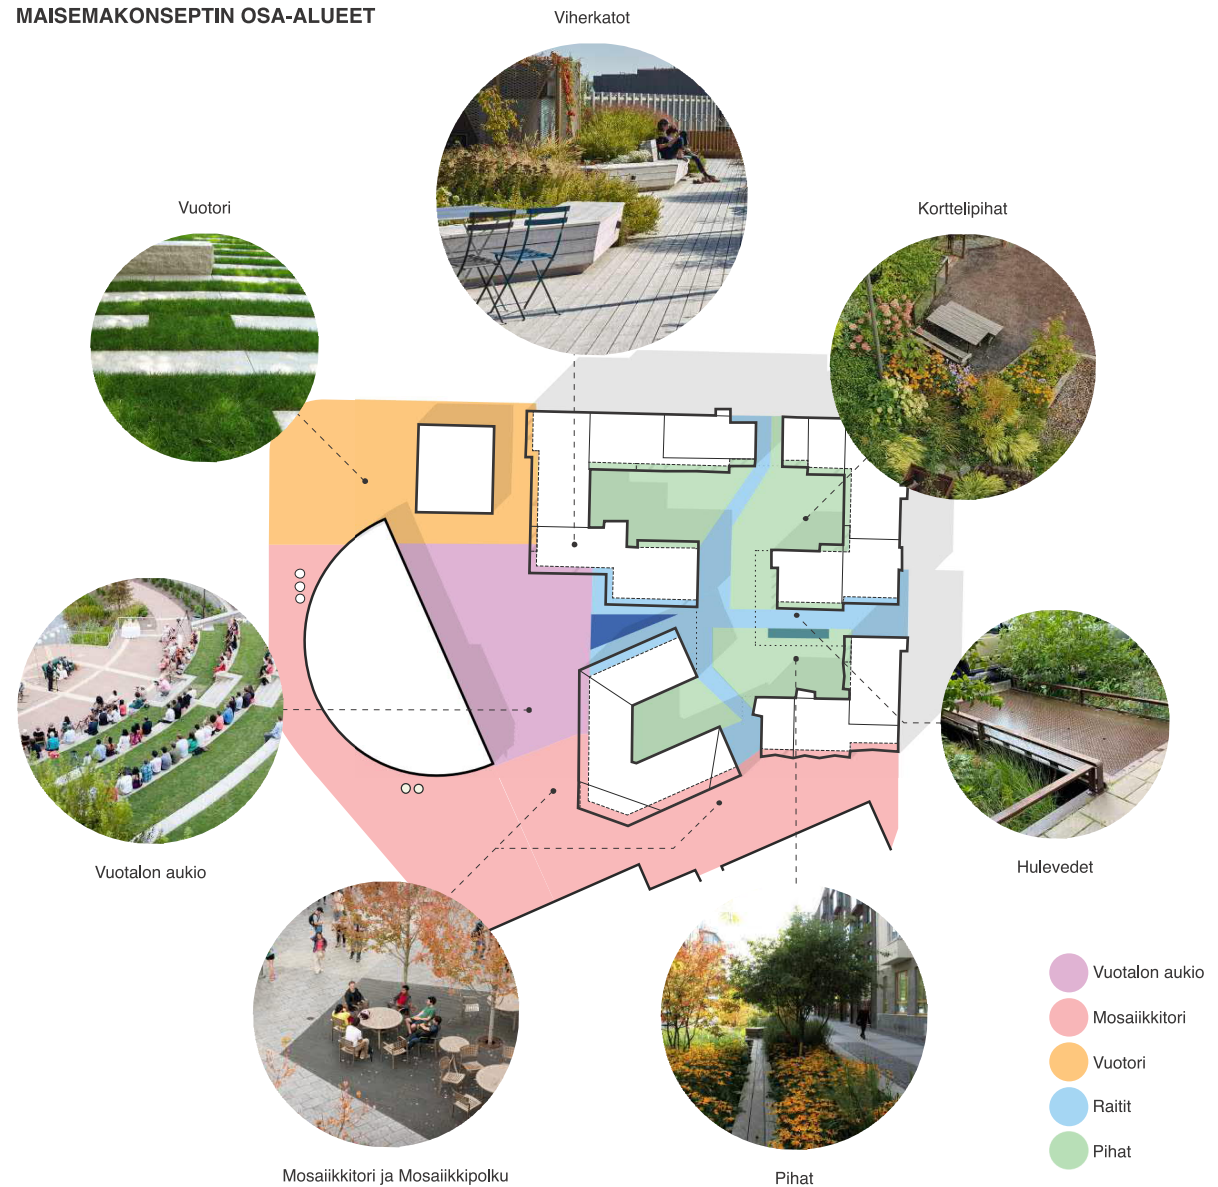 MAISEMAKONSEPTIN OSA-ALUEET
Viherkatot
Vuotori
Korttelipihat
Vuotalon aukio
Hulevedet
Mosaiikkitori ja Mosaiikkipolku
Pihat
Vuotalon aukio
Mosaiikkitori
Vuotori
Raitit
Pihat